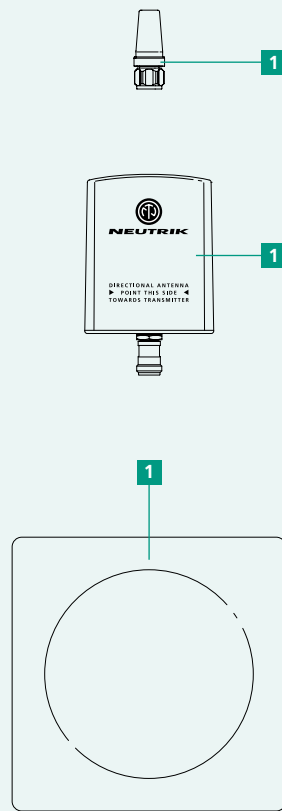 1
NEUTRIK
1
DIRECTIONAL ANTENNA
▶ POINT THIS SIDE ◀
TOWARDS TRANSMITTER
1